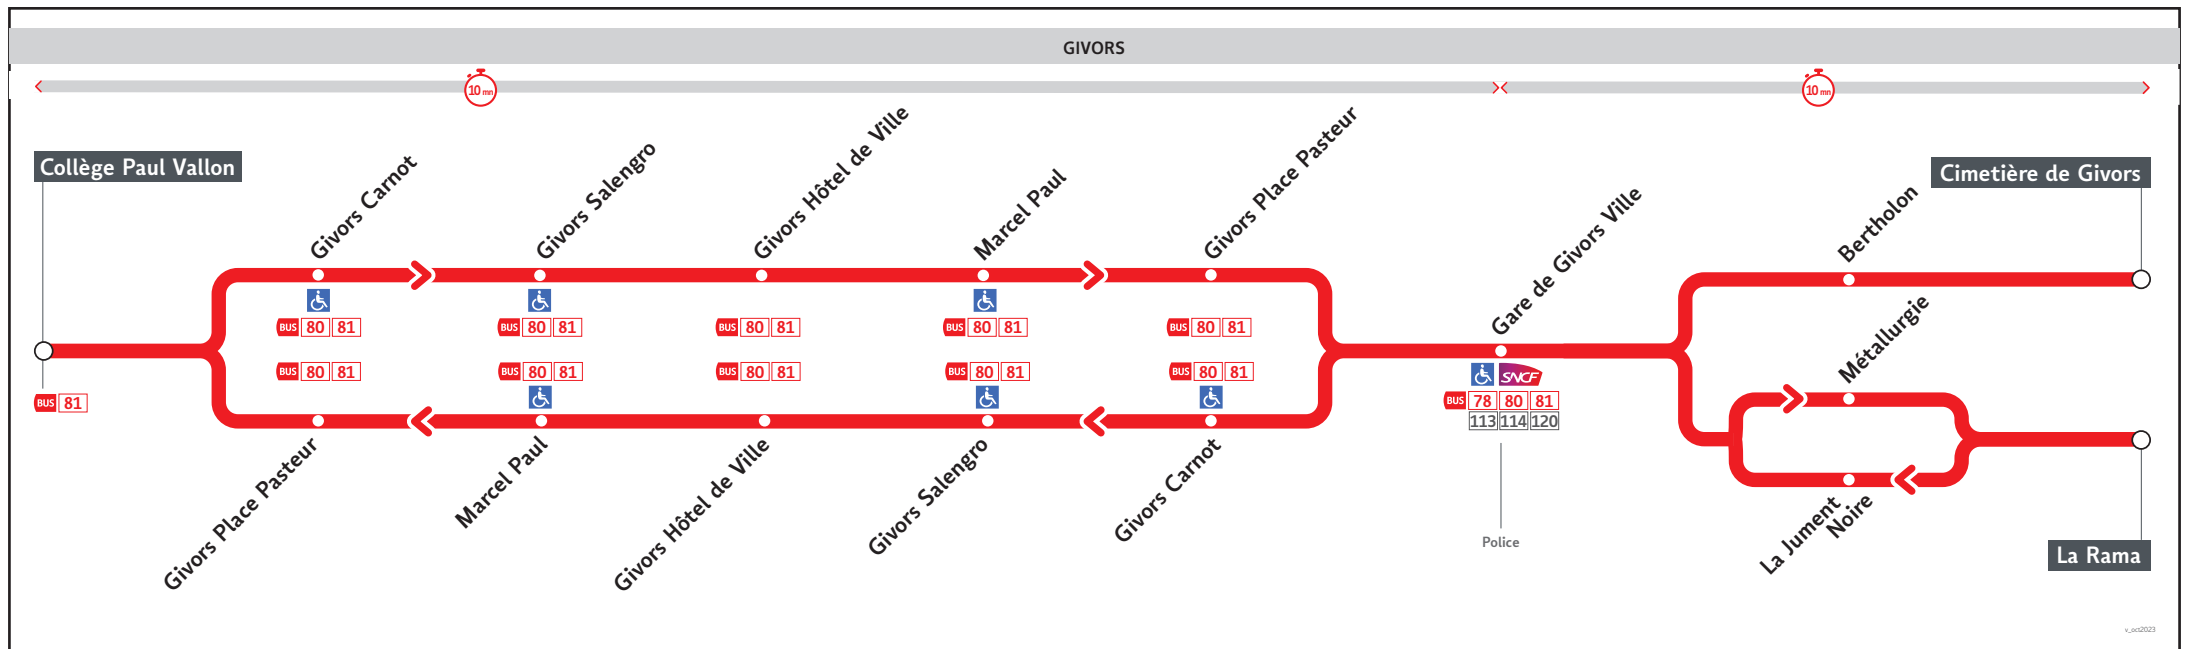 GIVORS
10 mn
10 mn
Collège Paul Vallon
BUS 81
Givors Carnot
BUS 80 81
Givors Salengro
BUS 80 81
Givors Hôtel de Ville
BUS 80 81
Marcel Paul
BUS 80 81
Givors Place Pasteur
BUS 80 81
BUS 80 81
Givors Place Pasteur
BUS 80 81
Marcel Paul
BUS 80 81
Givors Hôtel de Ville
BUS 80 81
Givors Salengro
BUS 80 81
Givors Carnot
Gare de Givors Ville
SNCF
BUS 78 80 81
113 114 120
Police
Bertholon
Cimetière de Givors
Métallurgie
La Jument
Noire
La Rama
v_oct2023